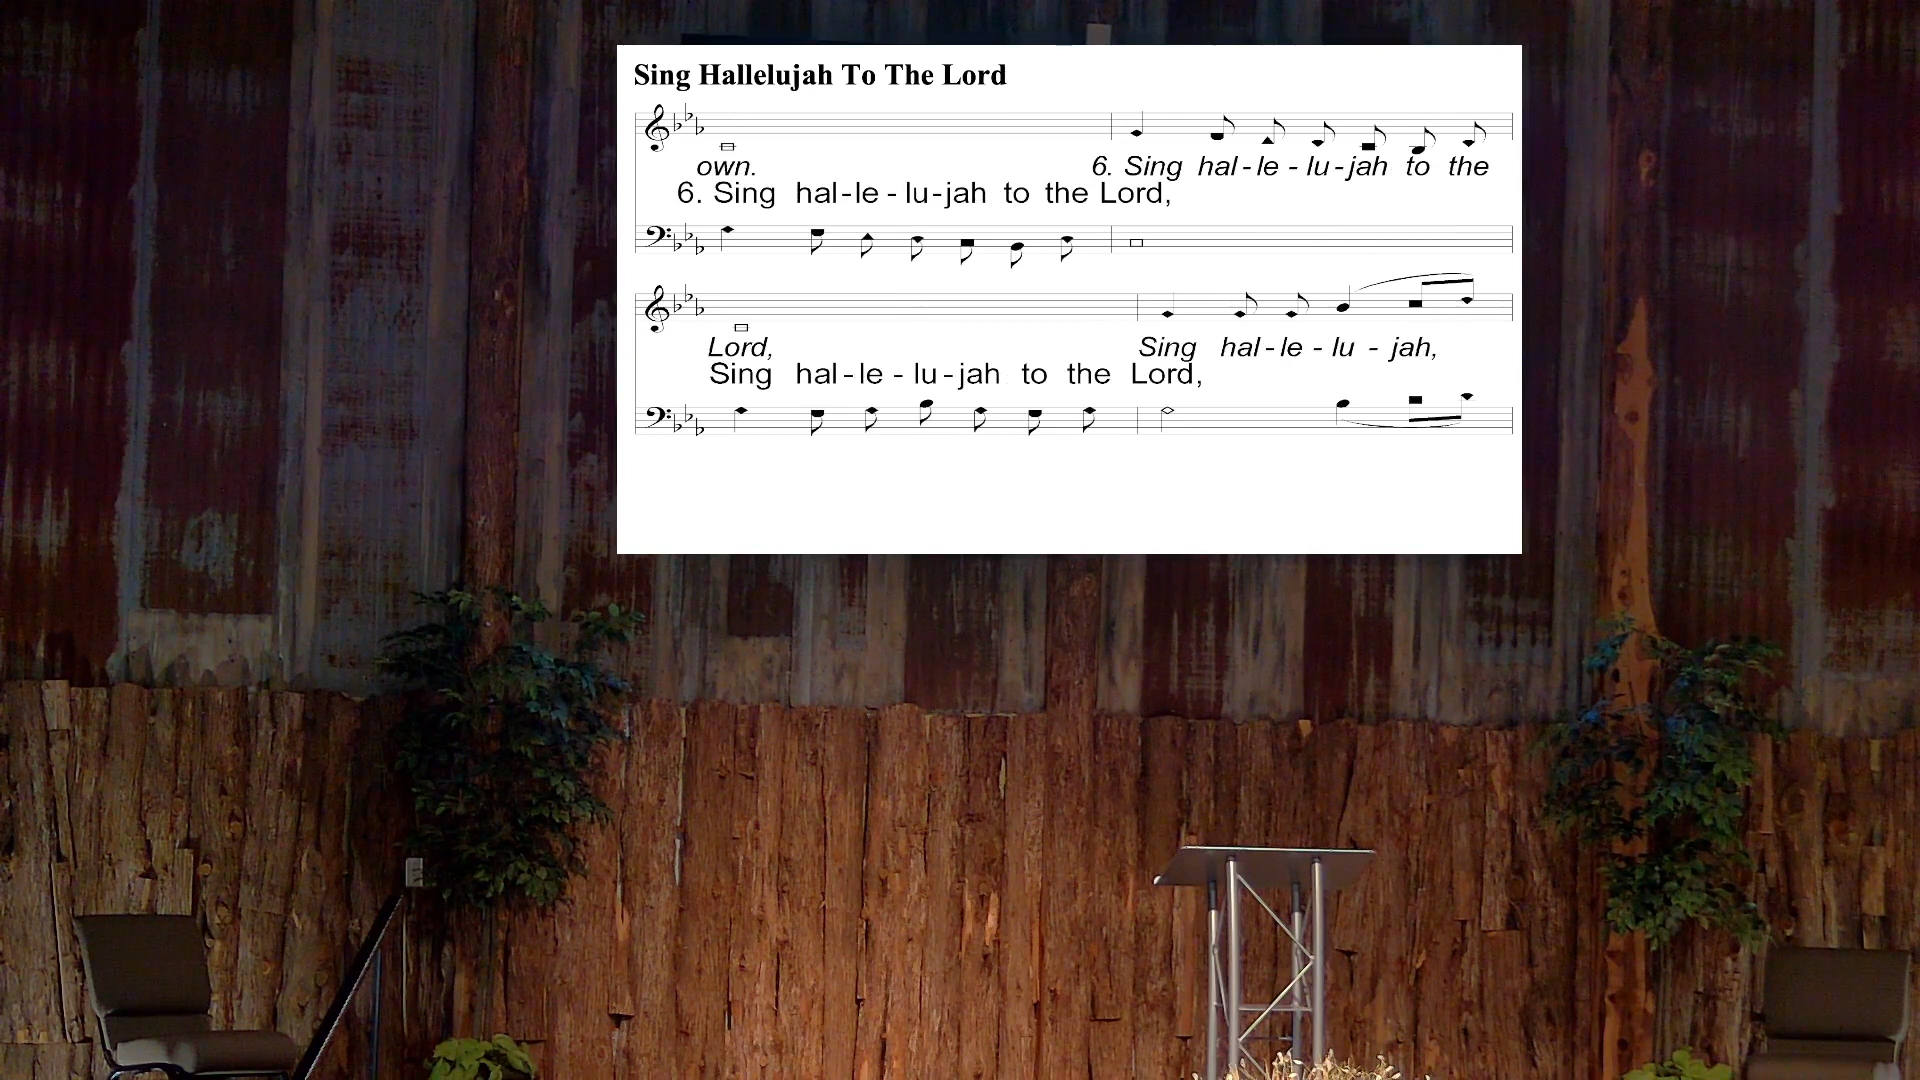 Sing Hallelujah To The Lord
own. 6. Sing hal - le - lu - jah to the
6. Sing hal - le - lu - jah to the Lord,
Lord, Sing hal - le - lu - jah,
Sing hal - le - lu - jah to the Lord,